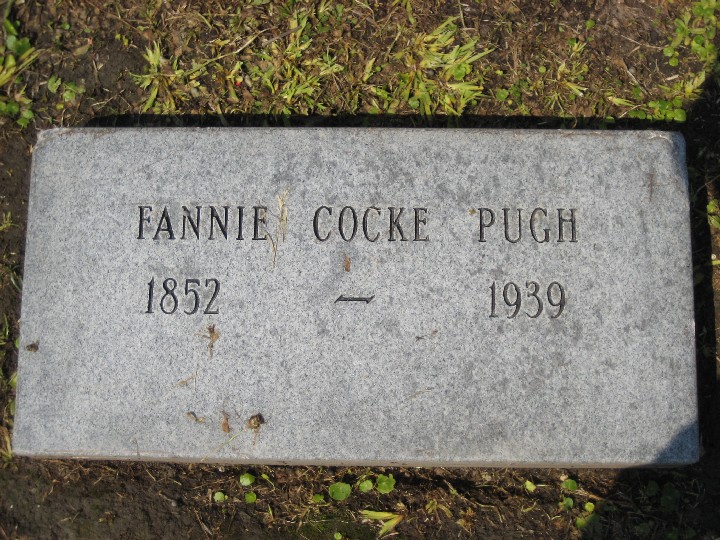 FANNIE COCKE PUGH
1852 — 1939